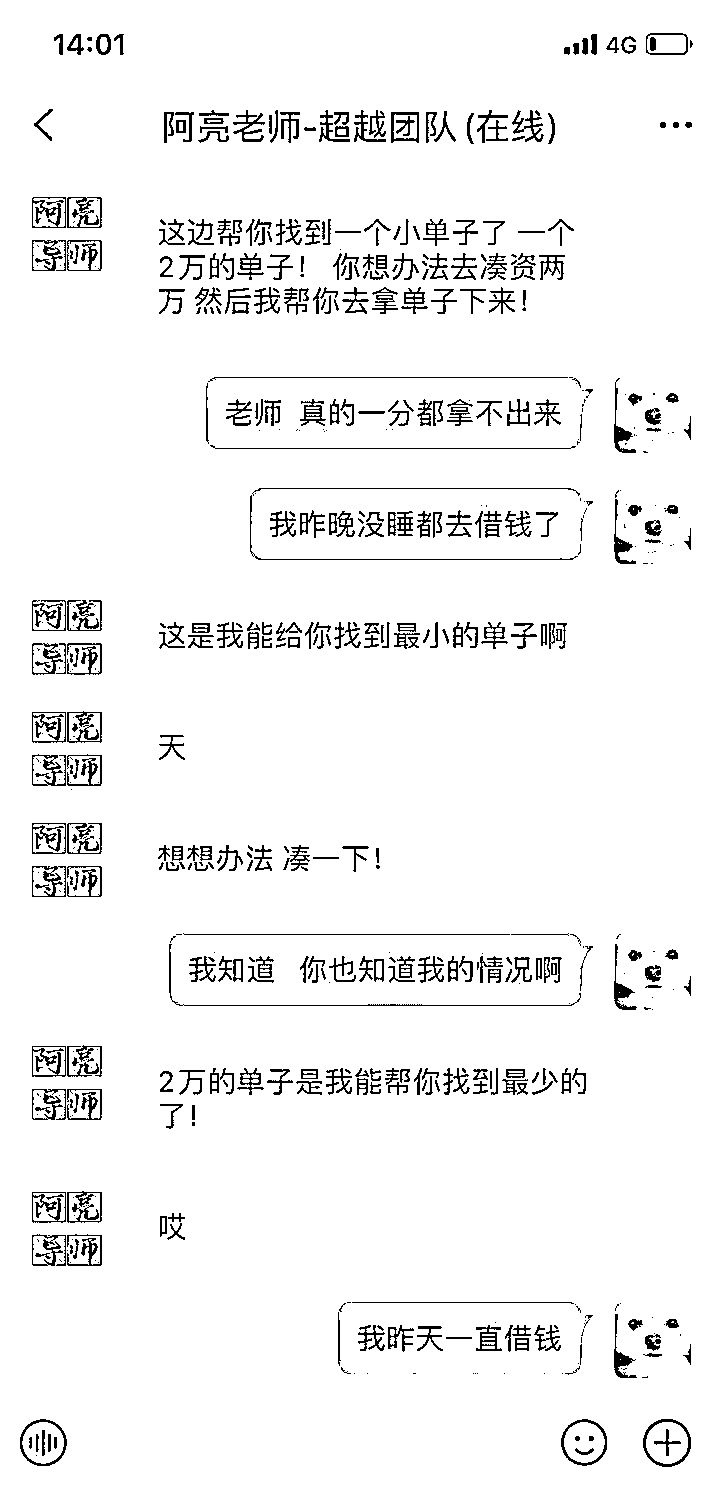 14:01
4G
阿亮老师-超越团队(在线)
阿亮
导师
这边帮你找到一个小单子了 一个
2万的单子! 你想办法去凑资两
万 然后我帮你去拿单子下来!
老师 真的一分都拿不出来
我昨晚没睡都去借钱了
阿亮
导师
这是我能给你找到最小的单子啊
阿亮
导师
天
阿亮
导师
想想办法 凑一下!
我知道 你也知道我的情况啊
阿亮
导师
2万的单子是我能帮你找到最少的
了!
阿亮
导师
哎
我昨天一直借钱